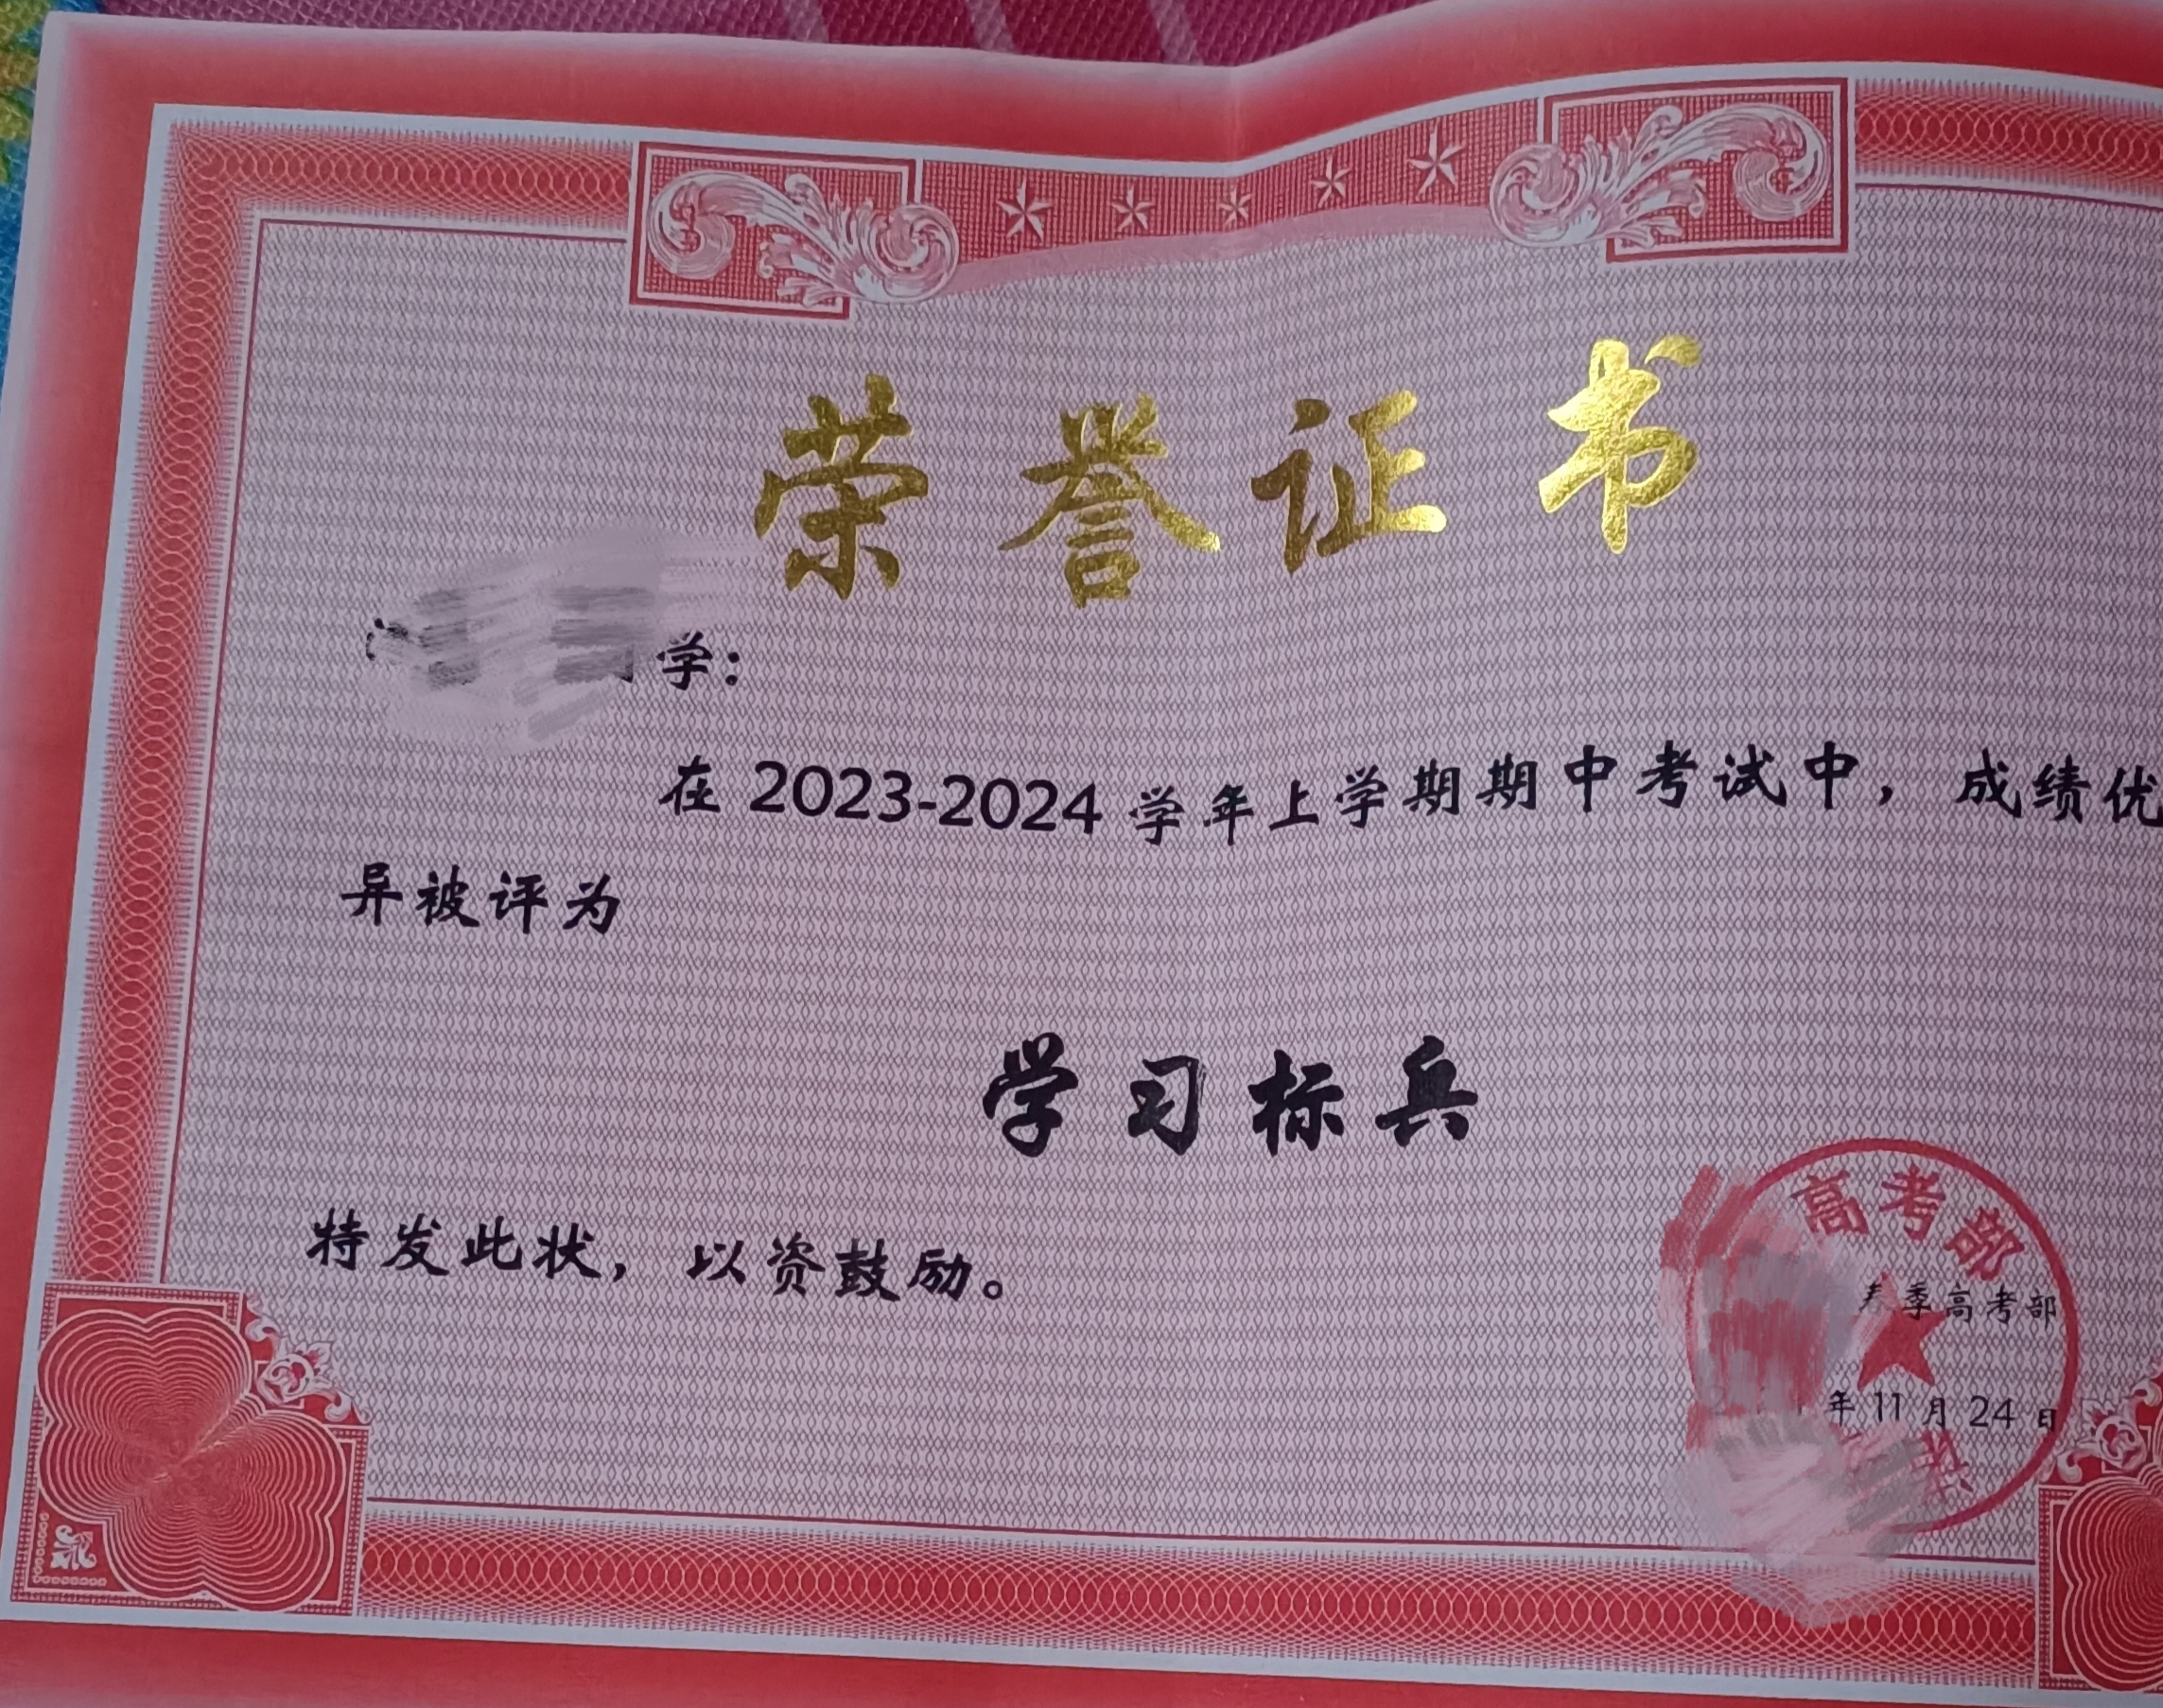 荣誉证书
学：
在 2023-2024 学年上学期期中考试中，成绩优
异被评为
学习标兵
特发此状，以资鼓励。
高考部
春季高考部
年 11 月 24 日